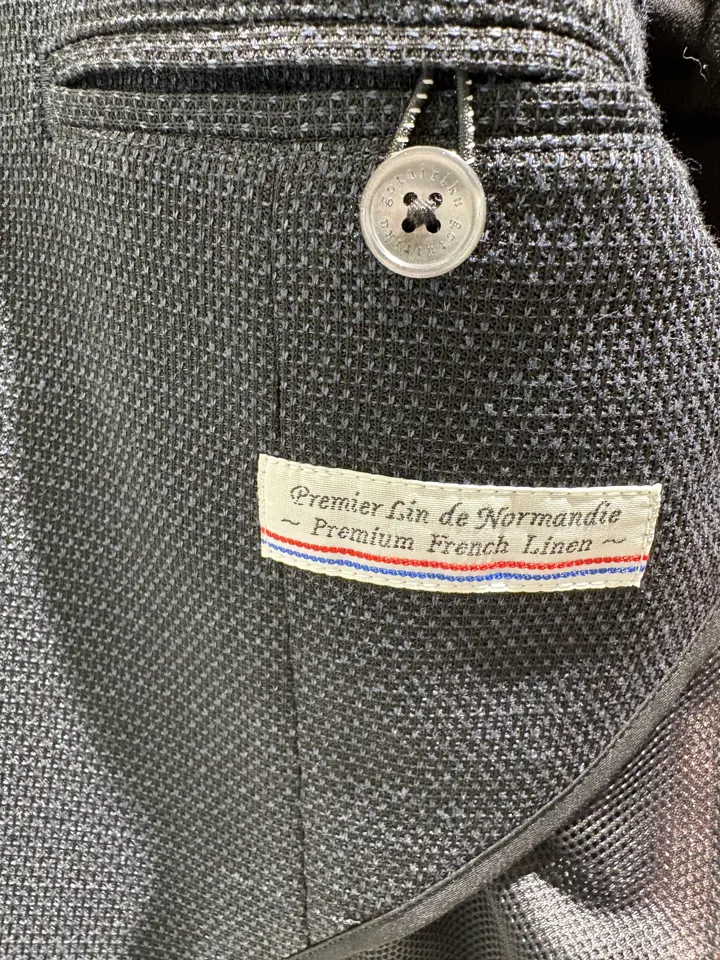 Premier Lin de Normandie
~ Premium French Linen ~